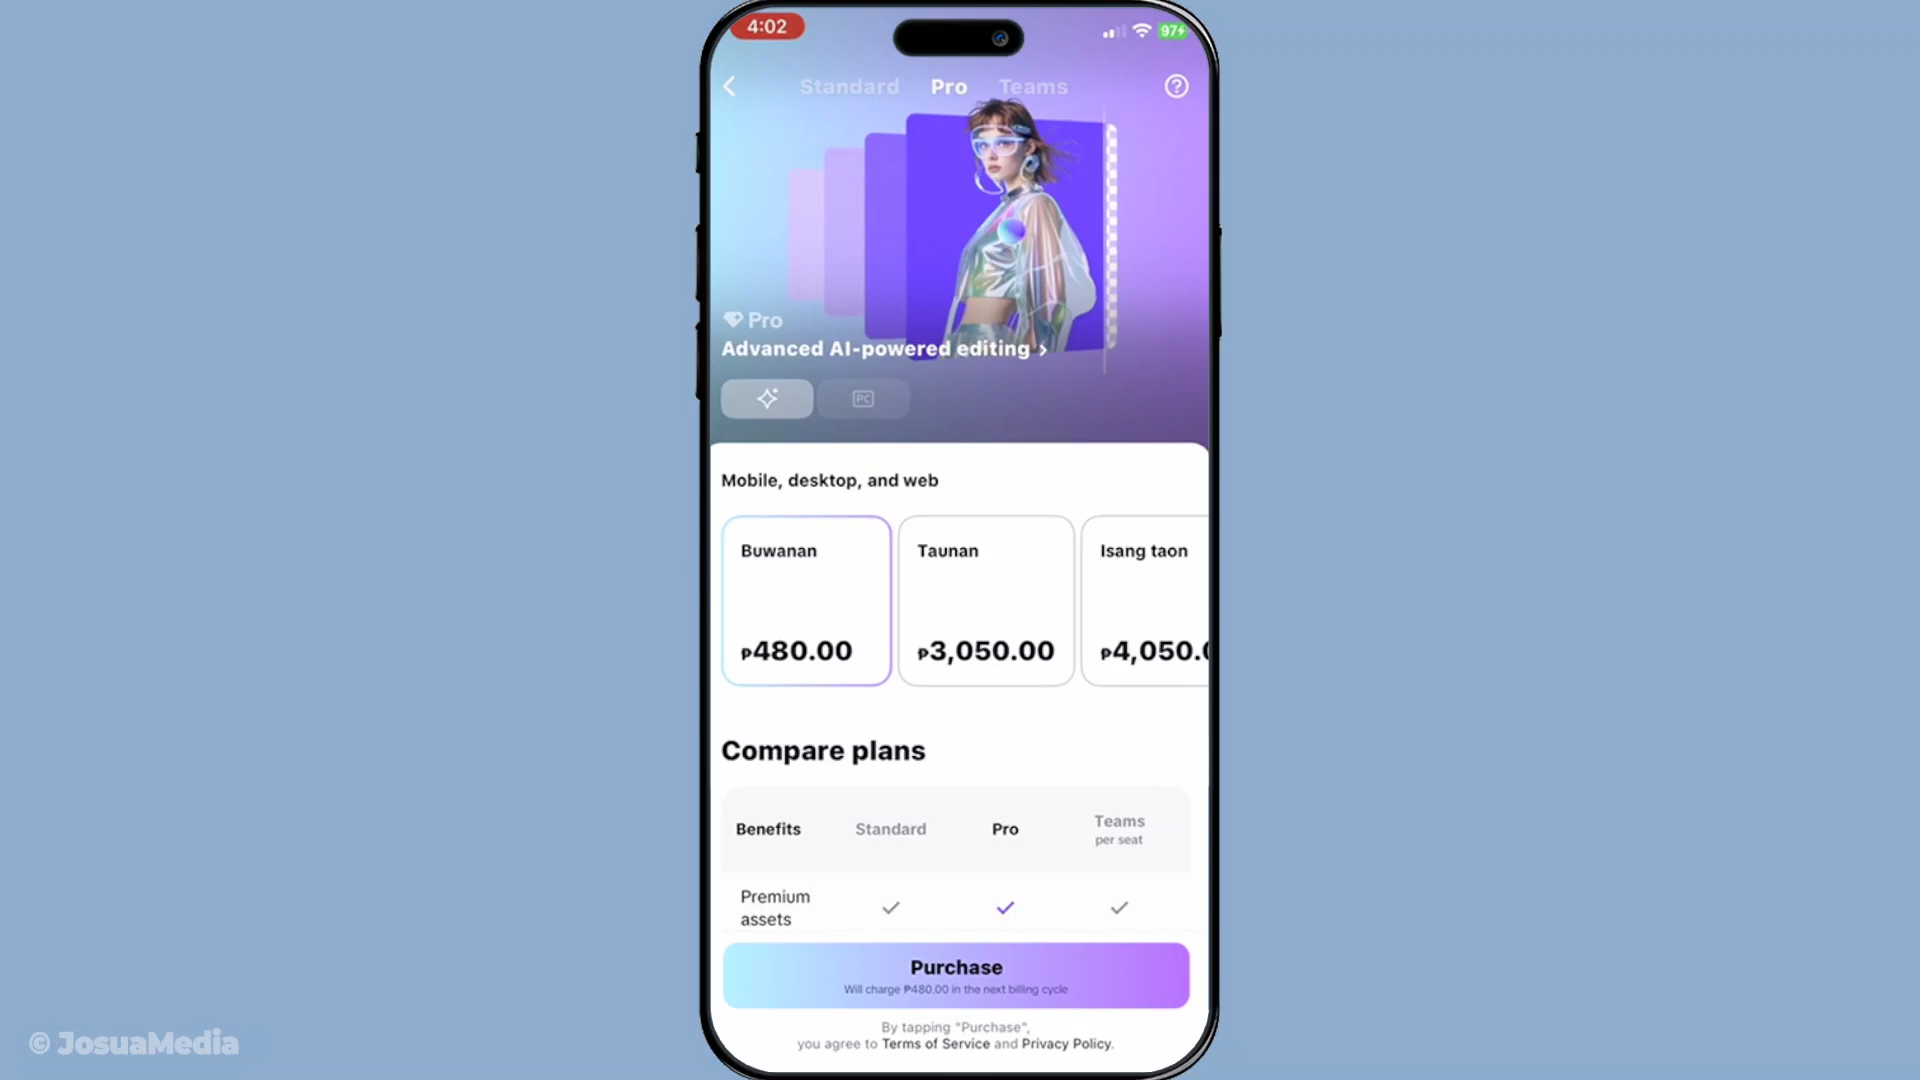 4:02
97
Standard Pro Teams
Pro
Advanced AI-powered editing
PC
Mobile, desktop, and web
Buwanan Taunan Isang taon
₱480.00 ₱3,050.00 ₱4,050.0
Compare plans
Benefits Standard Pro Teams
per seat
Premium
assets
Purchase
Will charge ₱480.00 in the next billing cycle
By tapping "Purchase",
you agree to Terms of Service and Privacy Policy.
© JosuaMedia